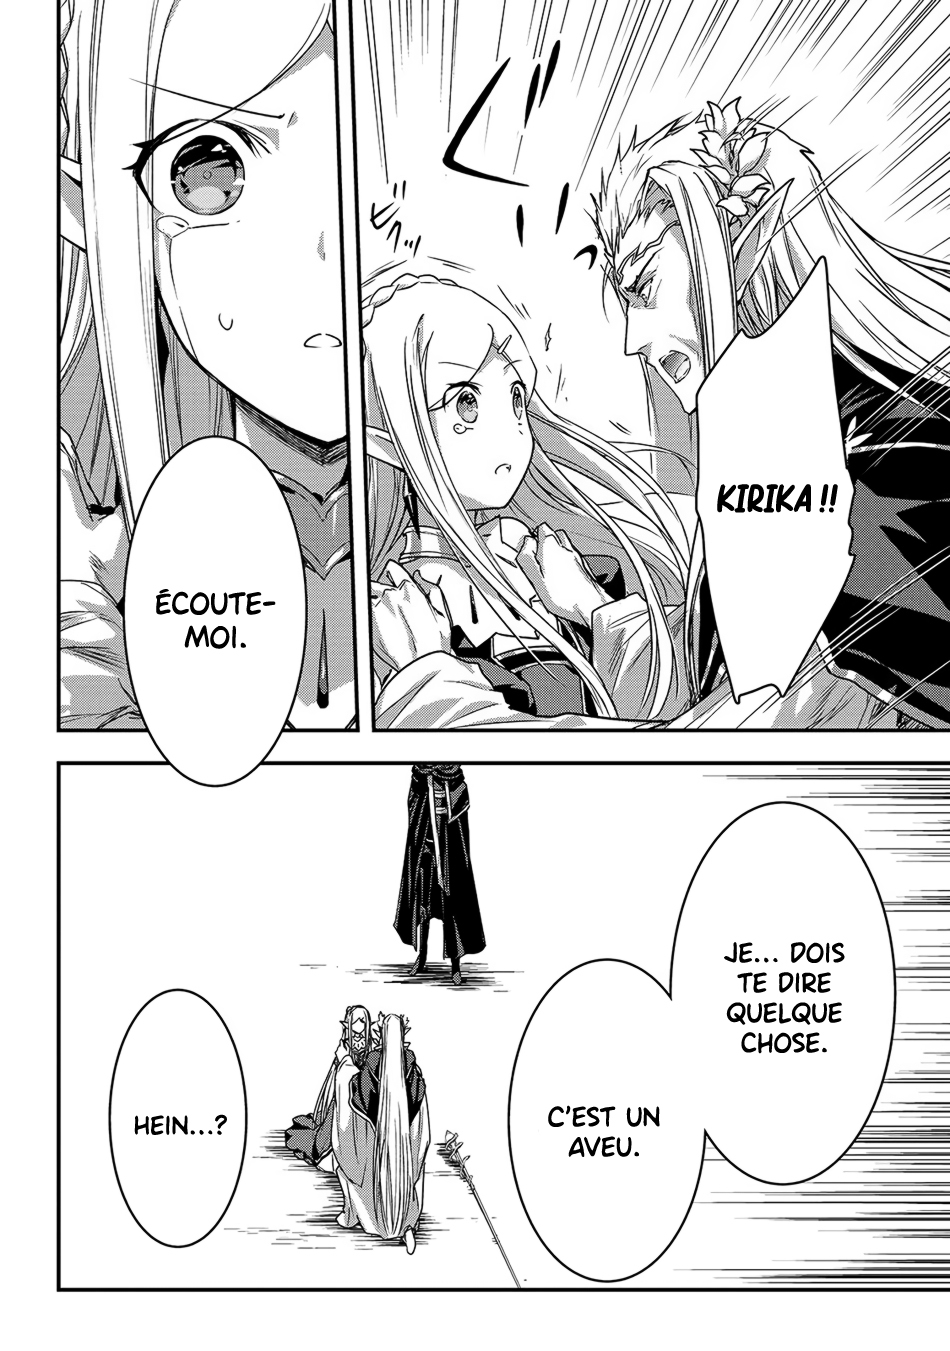 KIRIKA !!
ÉCOUTE-
MOI.
JE... DOIS
TE DIRE
QUELQUE
CHOSE.
C'EST UN
AVEU.
HEIN...?